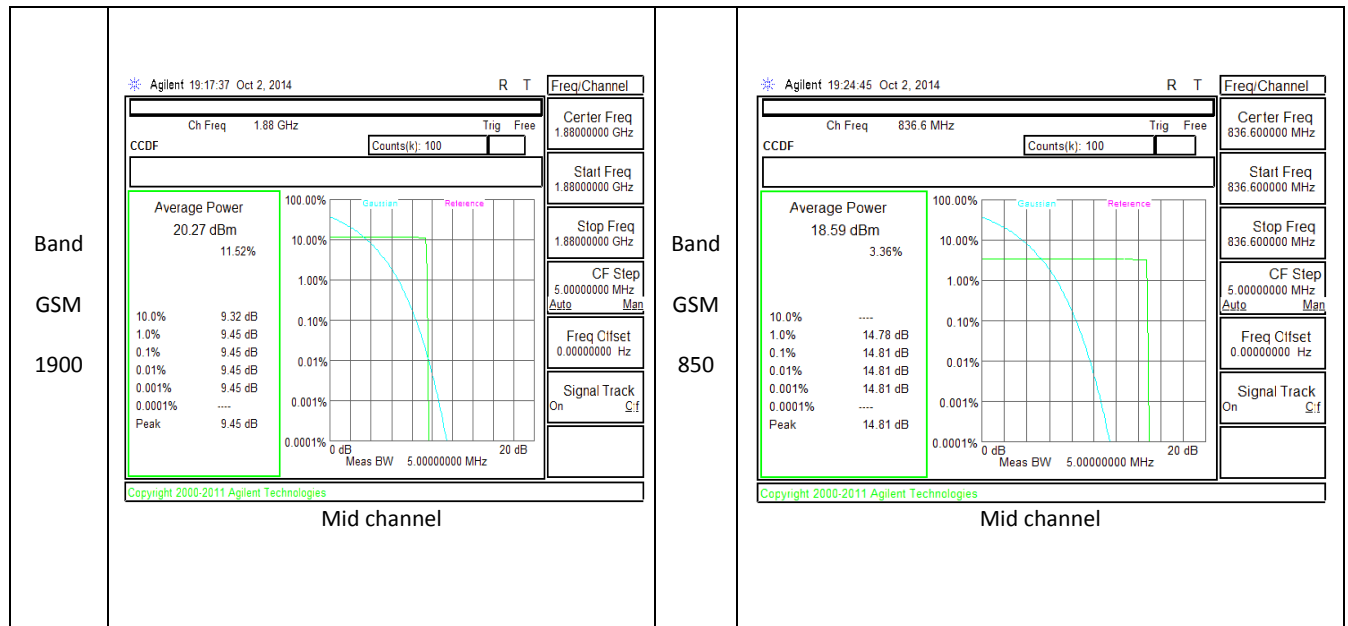 Band
GSM
1900
Agilent 19:17:37 Oct 2, 2014 R T
Ch Freq 1.88 GHz Trig Free
CCDF Counts(k): 100
Average Power
20.27 dBm
11.52%
10.0% 9.32 dB
1.0% 9.45 dB
0.1% 9.45 dB
0.01% 9.45 dB
0.001% 9.45 dB
0.0001% ----
Peak 9.45 dB
Gaussian Reference
100.00%
10.00%
1.00%
0.10%
0.01%
0.001%
0.0001%
0 dB 20 dB
Meas BW 5.00000000 MHz
Freq/Channel
Certer Freq
1.88000000 GHz
Start Freq
1.88000000 GHz
Stop Freq
1.88000000 GHz
CF Step
5.00000000 MHz
Auto Man
Freq Cffset
0.00000000 Hz
Signal Track
On Cff
Copyright 2000-2011 Agilent Technologies
Mid channel
Band
GSM
850
Agilent 19:24:45 Oct 2, 2014 R T
Ch Freq 836.6 MHz Trig Free
CCDF Counts(k): 100
Average Power
18.59 dBm
3.36%
10.0% ----
1.0% 14.78 dB
0.1% 14.81 dB
0.01% 14.81 dB
0.001% 14.81 dB
0.0001% ----
Peak 14.81 dB
Gaussian Reference
100.00%
10.00%
1.00%
0.10%
0.01%
0.001%
0.0001%
0 dB 20 dB
Meas BW 5.00000000 MHz
Freq/Channel
Certer Freq
836.600000 MHz
Start Freq
836.600000 MHz
Stop Freq
836.600000 MHz
CF Step
5.00000000 MHz
Auto Man
Freq Cffset
0.00000000 Hz
Signal Track
On Cff
Copyright 2000-2011 Agilent Technologies
Mid channel